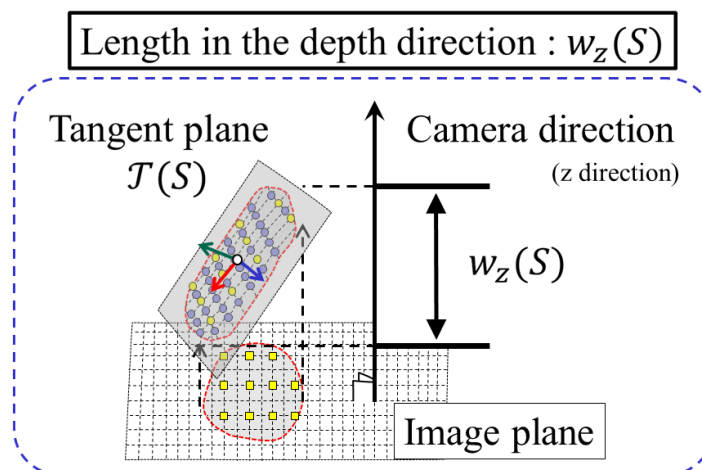 Length in the depth direction : w_z(S)
Tangent plane
𝒯(S)
Camera direction
(z direction)
w_z(S)
Image plane